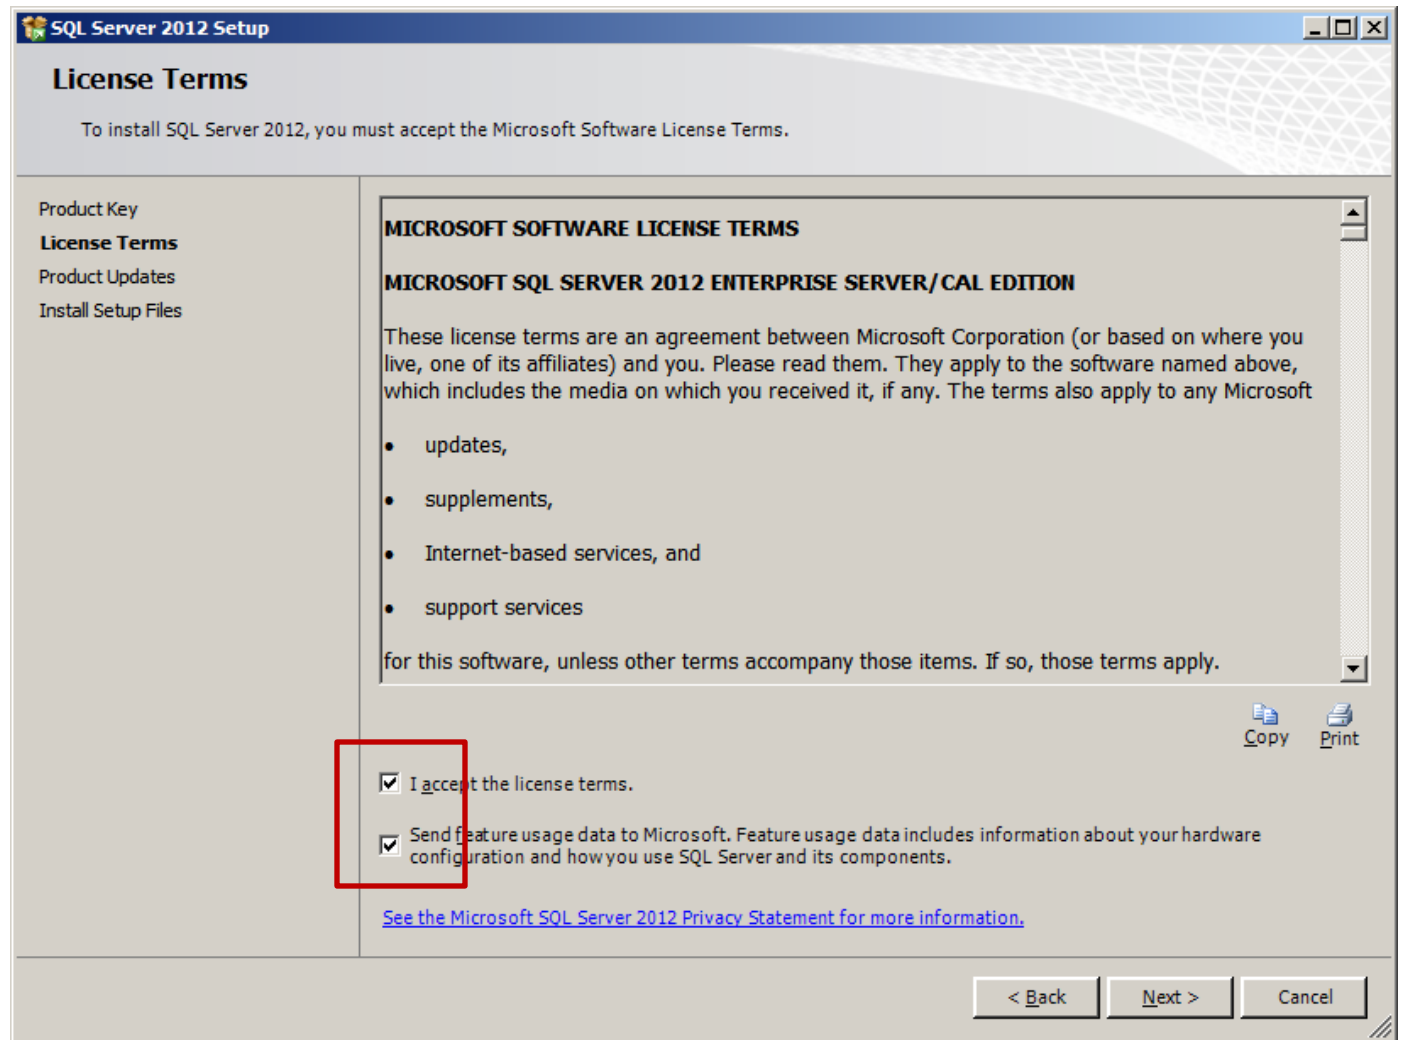 SQL Server 2012 Setup
License Terms
To install SQL Server 2012, you must accept the Microsoft Software License Terms.
Product Key
License Terms
Product Updates
Install Setup Files
MICROSOFT SOFTWARE LICENSE TERMS
MICROSOFT SQL SERVER 2012 ENTERPRISE SERVER/CAL EDITION
These license terms are an agreement between Microsoft Corporation (or based on where you
live, one of its affiliates) and you. Please read them. They apply to the software named above,
which includes the media on which you received it, if any. The terms also apply to any Microsoft
• updates,
• supplements,
• Internet-based services, and
• support services
for this software, unless other terms accompany those items. If so, those terms apply.
Copy Print
I accept the license terms.
Send feature usage data to Microsoft. Feature usage data includes information about your hardware
configuration and how you use SQL Server and its components.
See the Microsoft SQL Server 2012 Privacy Statement for more information.
< Back Next > Cancel